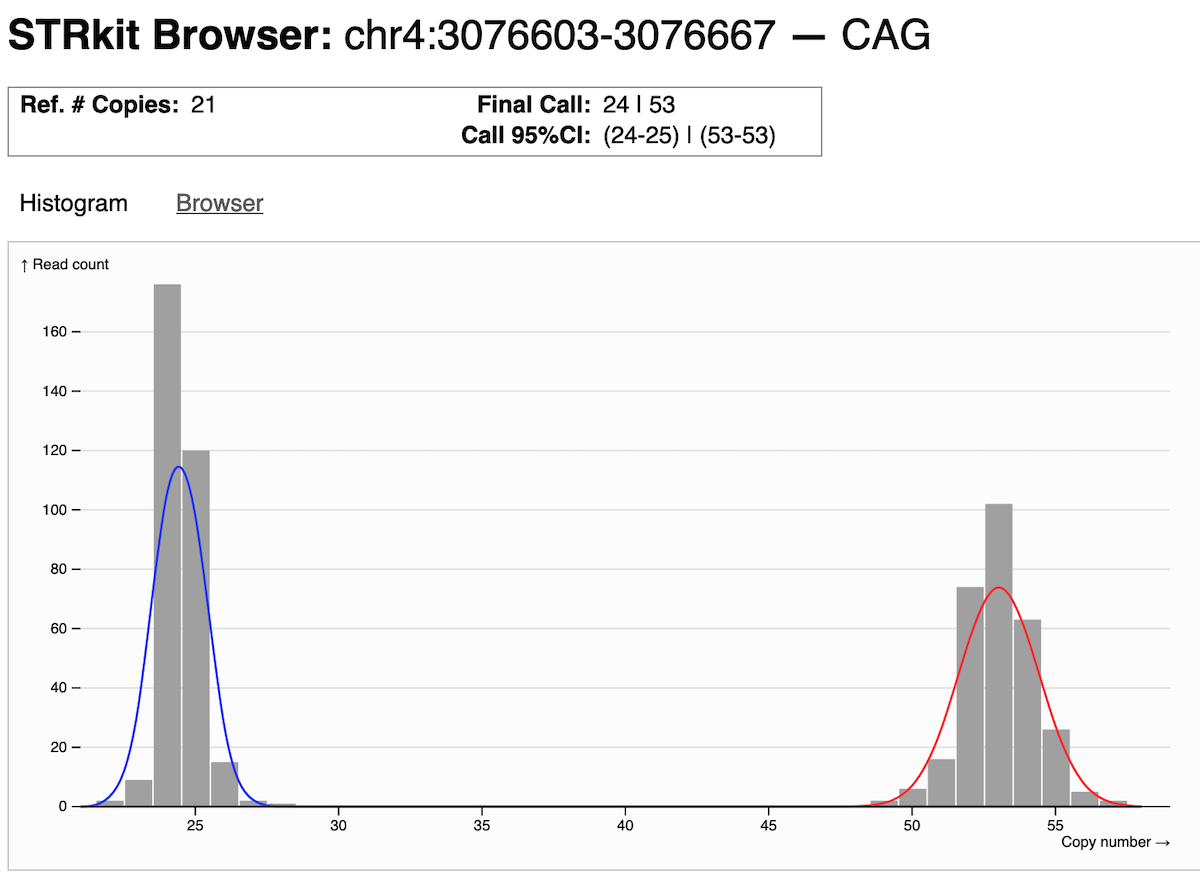 STRkit Browser: chr4:3076603-3076667 — CAG
Ref. # Copies: 21
Final Call: 24 | 53
Call 95%CI: (24-25) | (53-53)
Histogram Browser
↑ Read count
160
140
120
100
80
60
40
20
0
25 30 35 40 45 50 55
Copy number →